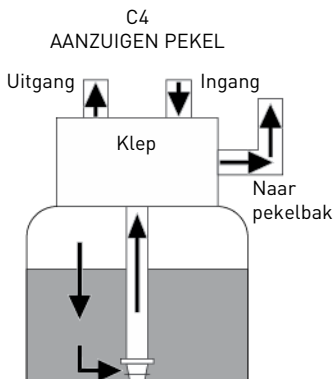 C4
AANZUIGEN PEKEL
Uitgang
Ingang
Klep
Naar
pekelbak